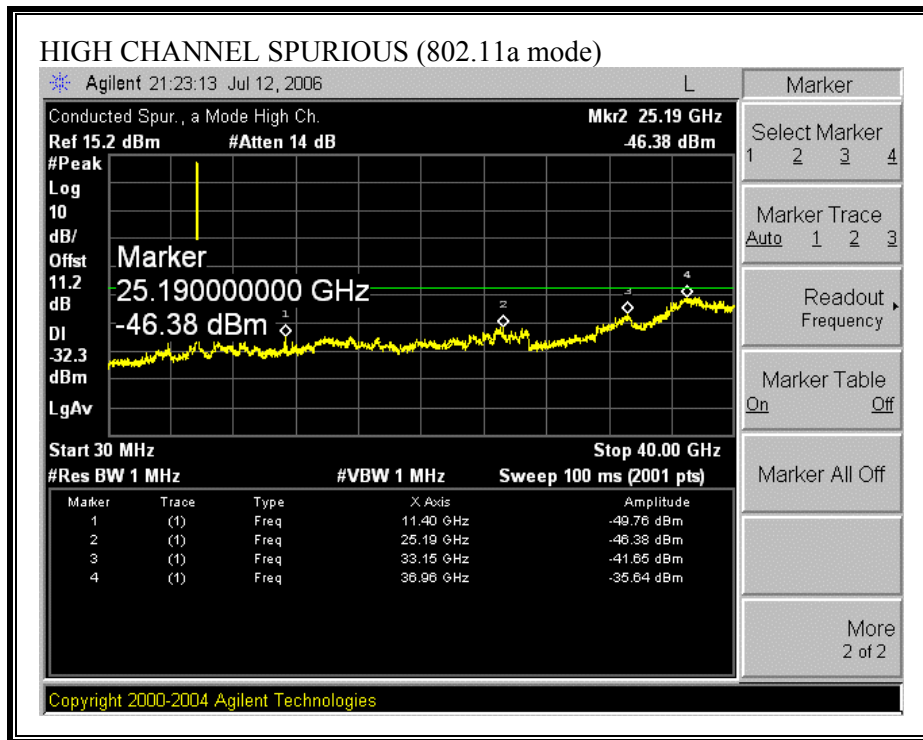 HIGH CHANNEL SPURIOUS (802.11a mode)
Agilent 21:23:13 Jul 12, 2006 L
Conducted Spur., a Mode High Ch. Mkr2 25.19 GHz
Ref 15.2 dBm #Atten 14 dB -46.38 dBm
#Peak
Log
10
dB/
Offst
11.2
dB
DI
-32.3
dBm
LgAv
Marker
25.190000000 GHz
-46.38 dBm
1
2
3
4
Start 30 MHz Stop 40.00 GHz
#Res BW 1 MHz #VBW 1 MHz Sweep 100 ms (2001 pts)
Marker Trace Type X Axis Amplitude
1 (1) Freq 11.40 GHz -49.76 dBm
2 (1) Freq 25.19 GHz -46.38 dBm
3 (1) Freq 33.15 GHz -41.65 dBm
4 (1) Freq 36.96 GHz -35.64 dBm
Copyright 2000-2004 Agilent Technologies
Marker
Select Marker
1 2 3 4
Marker Trace
Auto 1 2 3
Readout
Frequency
Marker Table
On Off
Marker All Off
More
2 of 2